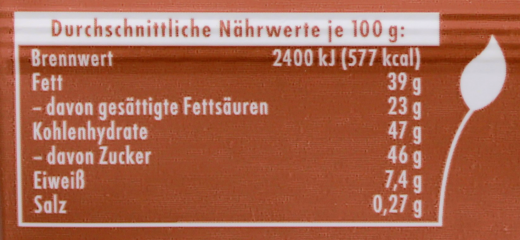 Durchschnittliche Nährwerte je 100 g:
Brennwert 2400 kJ (577 kcal)
Fett 39 g
– davon gesättigte Fettsäuren 23 g
Kohlenhydrate 47 g
– davon Zucker 46 g
Eiweiß 7,4 g
Salz 0,27 g